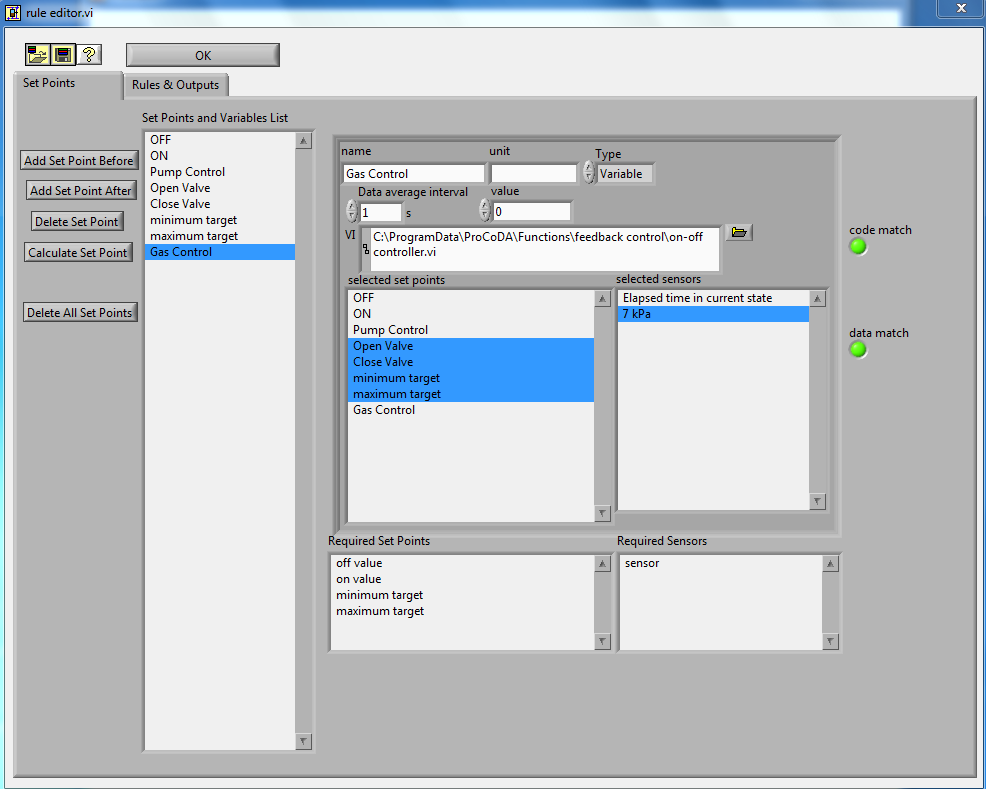 rule editor.vi
x
?
OK
Set Points
Rules & Outputs
Set Points and Variables List
Add Set Point Before
Add Set Point After
Delete Set Point
Calculate Set Point
Delete All Set Points
OFF
ON
Pump Control
Open Valve
Close Valve
minimum target
maximum target
Gas Control
name
unit
Type
Gas Control
Variable
Data average interval
value
1
s
0
VI
C:\ProgramData\ProCoDA\Functions\feedback control\on-off
controller.vi
selected set points
selected sensors
OFF
ON
Pump Control
Open Valve
Close Valve
minimum target
maximum target
Gas Control
Elapsed time in current state
7 kPa
code match
data match
Required Set Points
Required Sensors
off value
on value
minimum target
maximum target
sensor